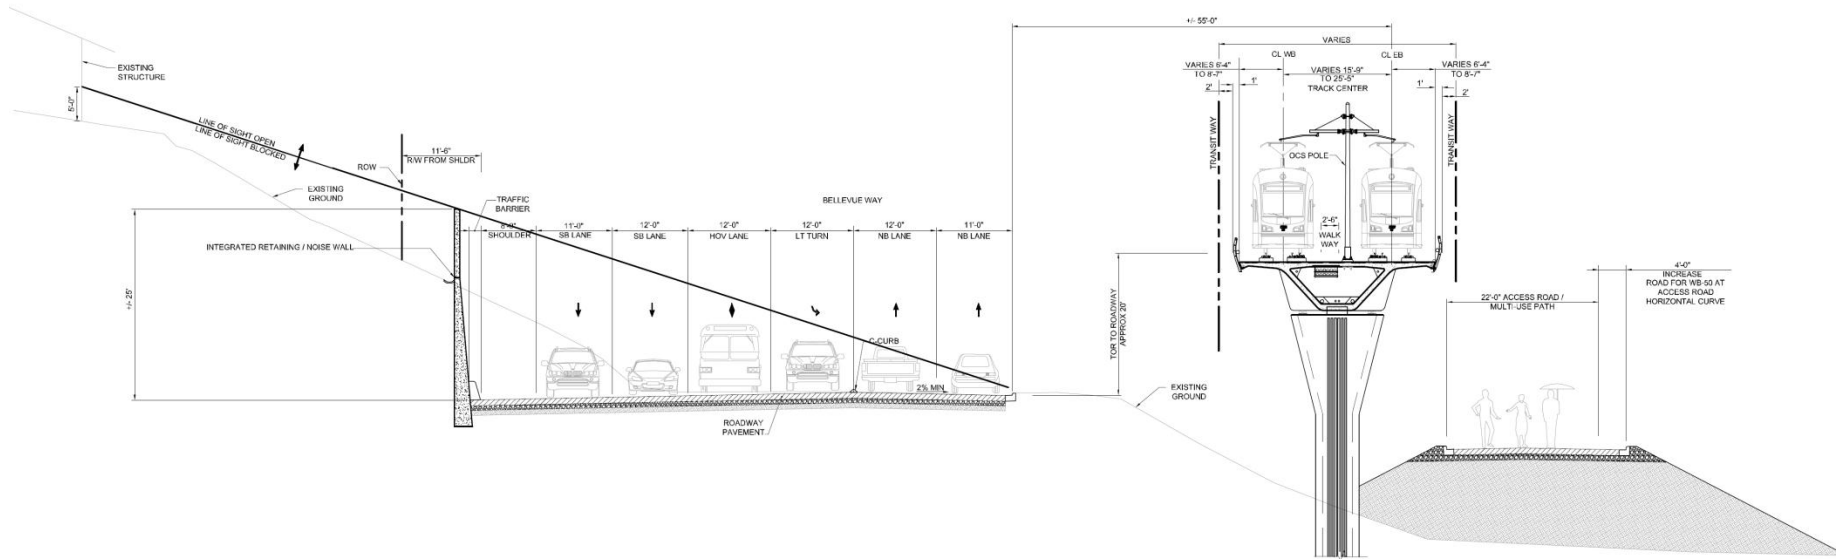 EXISTING
STRUCTURE
5'-0"
LINE OF SIGHT OPEN
LINE OF SIGHT BLOCKED
11'-6"
R/W FROM SHLDR
ROW
EXISTING
GROUND
TRAFFIC
BARRIER
INTEGRATED RETAINING / NOISE WALL
+/- 25'
BELLEVUE WAY
8'-0"
SHOULDER
11'-0"
SB LANE
12'-0"
SB LANE
12'-0"
HOV LANE
12'-0"
LT TURN
12'-0"
NB LANE
11'-0"
NB LANE
C-CURB
2% MIN
ROADWAY
PAVEMENT
+/- 55'-0"
VARIES
CL WB
CL EB
VARIES 6'-4"
TO 8'-7"
VARIES 15'-9"
TO 25'-5"
TRACK CENTER
VARIES 6'-4"
TO 8'-7"
1'
2'
1'
2'
TRANSIT WAY
TRANSIT WAY
OCS POLE
2'-6"
WALK
WAY
TOR TO ROADWAY
APPROX 20'
EXISTING
GROUND
4'-0"
INCREASE
ROAD FOR WB-50 AT
ACCESS ROAD
HORIZONTAL CURVE
22'-0" ACCESS ROAD /
MULTI-USE PATH